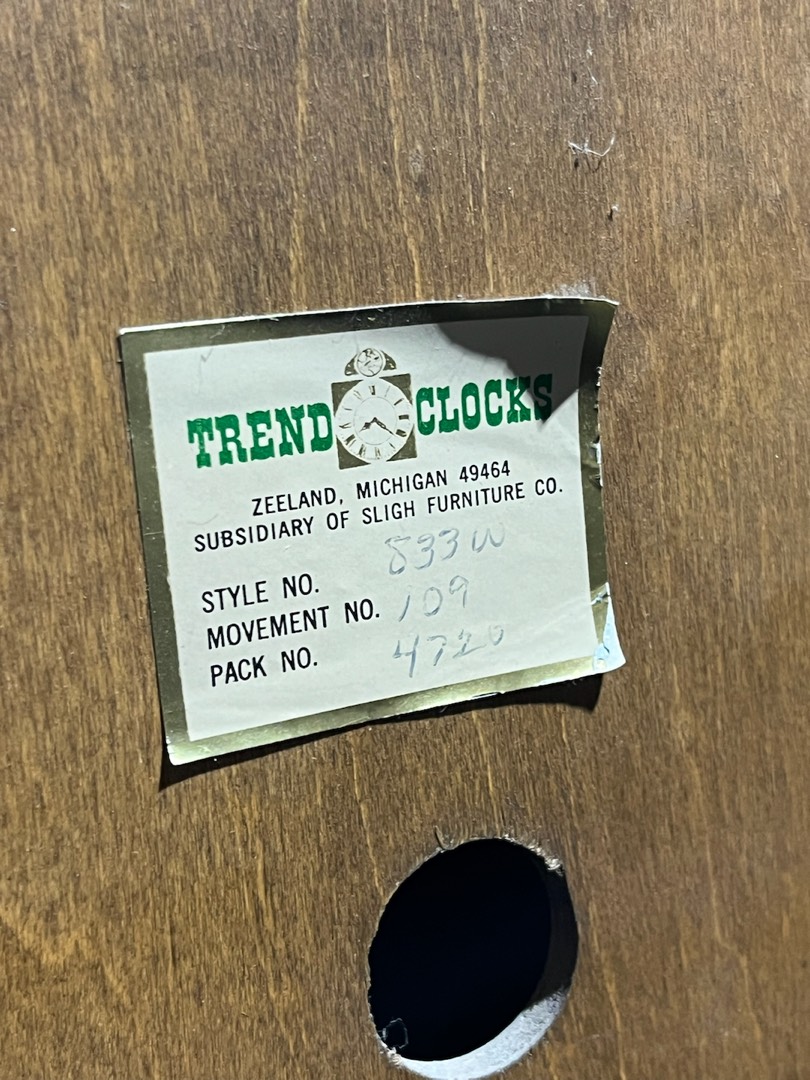 TREND CLOCKS
ZEELAND, MICHIGAN 49464
SUBSIDIARY OF SLIGH FURNITURE CO.
STYLE NO. 833W
MOVEMENT NO. 109
PACK NO. 4720